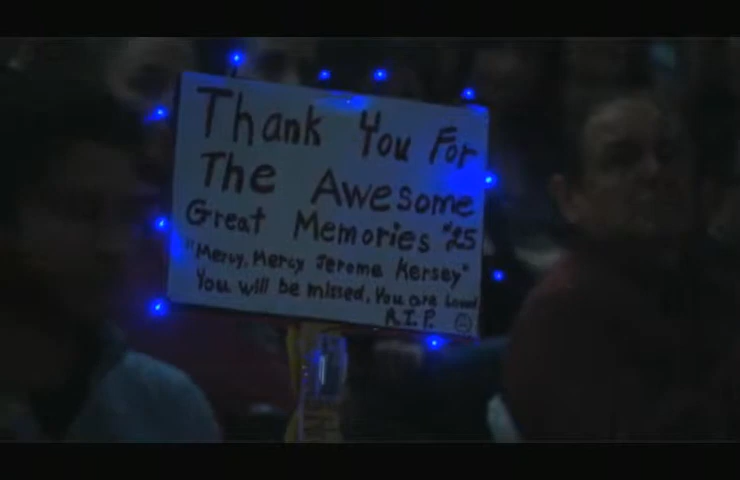 Thank You For
The Awesome
Great Memories #25
"Mercy, Mercy Jerome Kersey"
You will be missed, You are Loved
R.I.P.